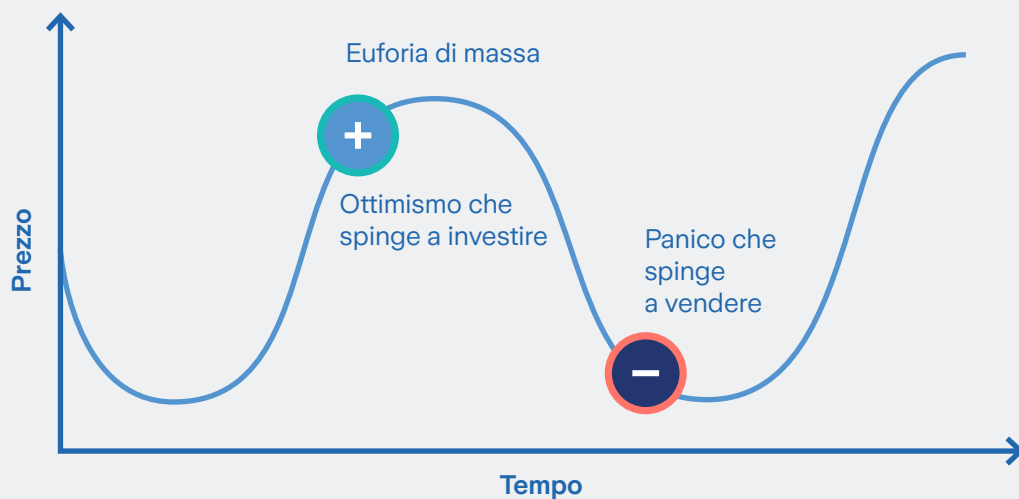 Euforia di massa
Ottimismo che
spinge a investire
Panico che
spinge
a vendere
Prezzo
Tempo